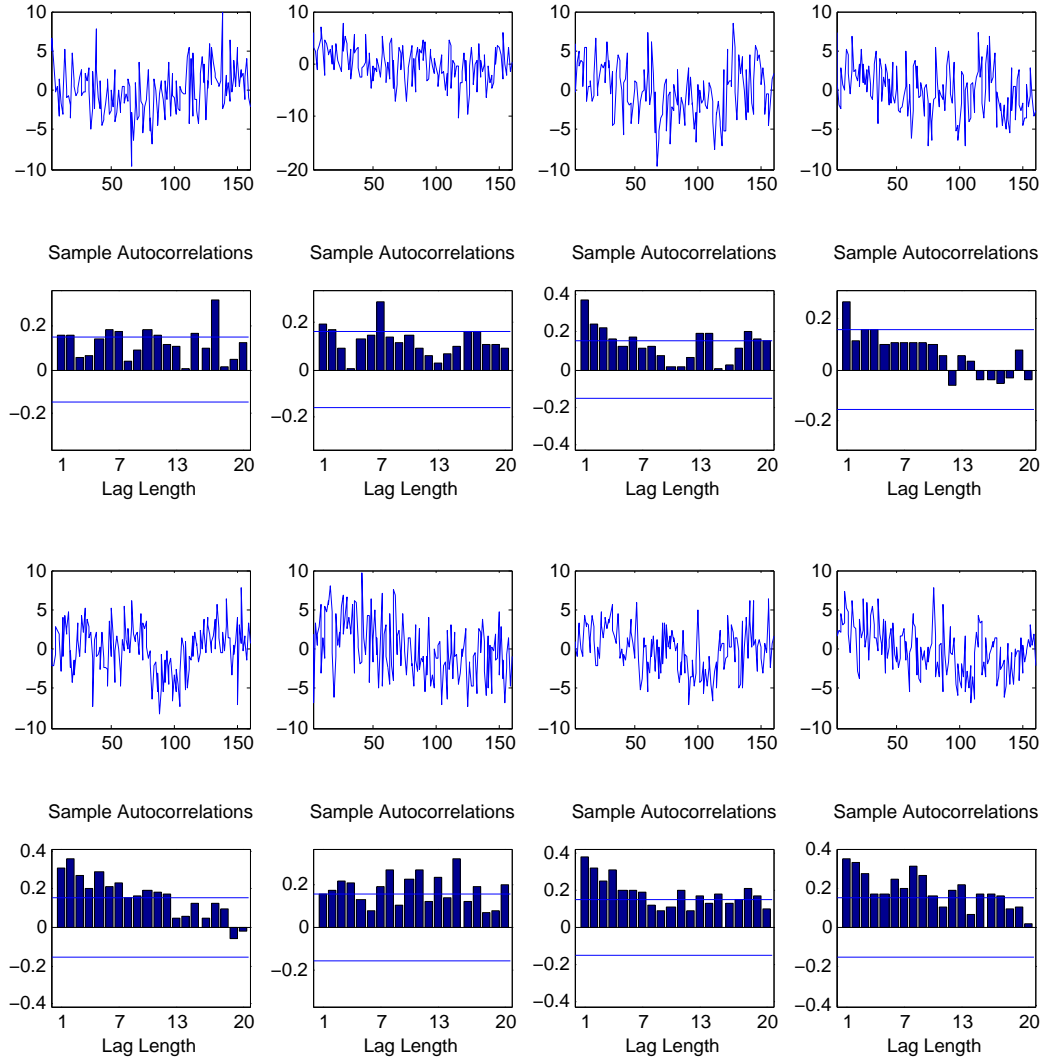 10 10 10 10
5 0 5 5
0 0 0
−5 −10 −5 −5
−10 −20 −10 −10
50 100 150 50 100 150 50 100 150 50 100 150
Sample Autocorrelations Sample Autocorrelations Sample Autocorrelations Sample Autocorrelations
0.4
0.2 0.2 0.2 0.2
0 0 0 0
−0.2 −0.2 −0.2 −0.2
−0.4
1 7 13 20 1 7 13 20 1 7 13 20 1 7 13 20
Lag Length Lag Length Lag Length Lag Length
10 10 10 10
5 5 5 5
0 0 0 0
−5 −5 −5 −5
−10 −10 −10 −10
50 100 150 50 100 150 50 100 150 50 100 150
Sample Autocorrelations Sample Autocorrelations Sample Autocorrelations Sample Autocorrelations
0.4 0.4 0.4
0.2 0.2 0.2 0.2
0 0 0 0
−0.2 −0.2 −0.2 −0.2
−0.4 −0.4 −0.4
1 7 13 20 1 7 13 20 1 7 13 20 1 7 13 20
Lag Length Lag Length Lag Length Lag Length